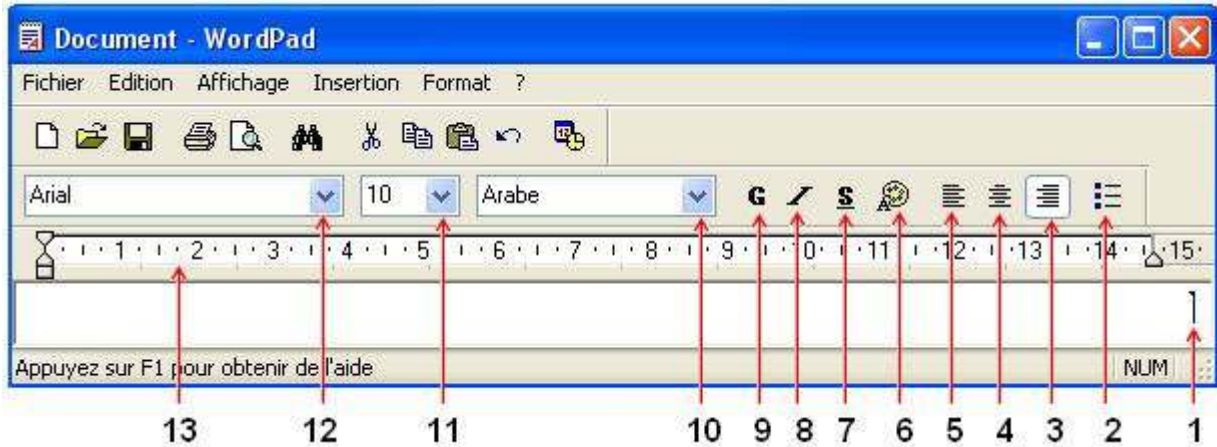 Document - WordPad
Fichier Edition Affichage Insertion Format ?
Arial 10 Arabe G I S
1 2 3 4 5 6 7 8 9 10 11 12 13 14 15
Appuyez sur F1 pour obtenir de l'aide NUM
13 12 11 10 9 8 7 6 5 4 3 2 1